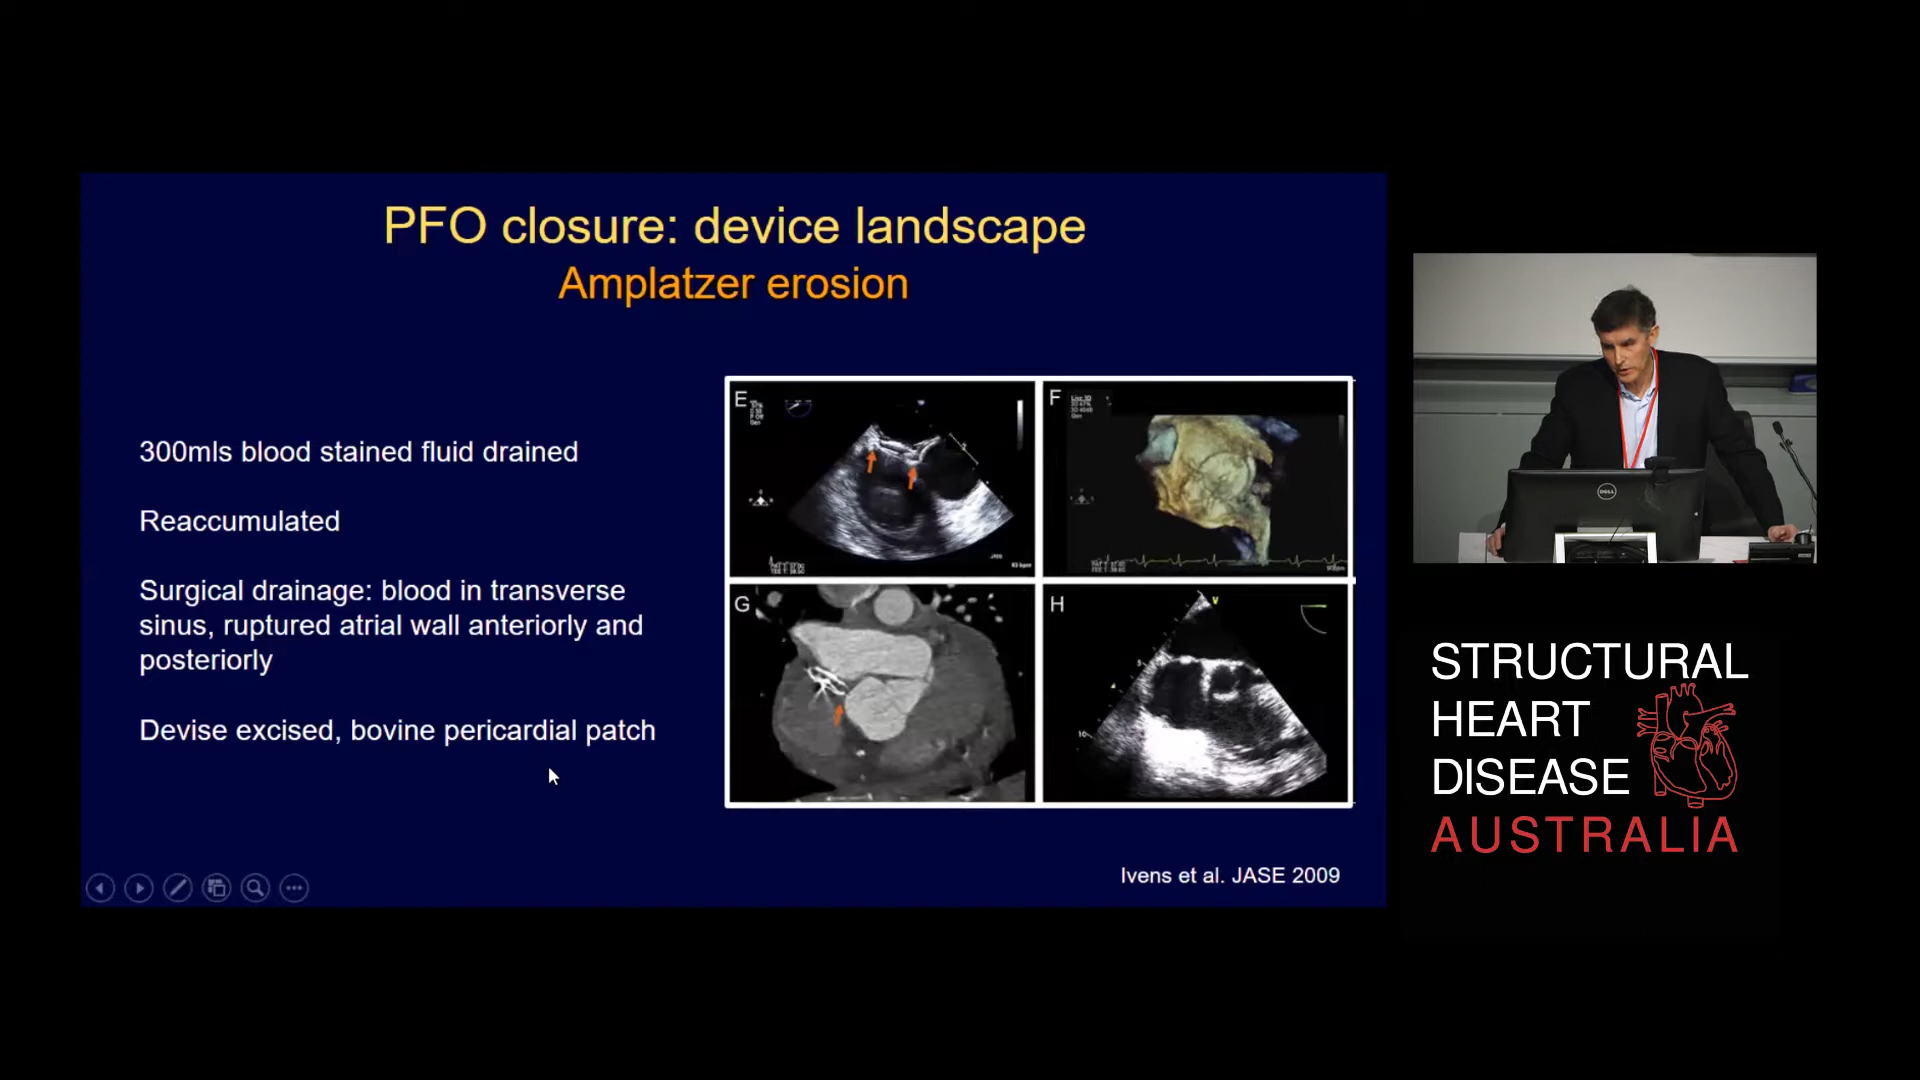 PFO closure: device landscape
Amplatzer erosion
300mls blood stained fluid drained
Reaccumulated
Surgical drainage: blood in transverse
sinus, ruptured atrial wall anteriorly and
posteriorly
Devise excised, bovine pericardial patch
E
F
G
H
Ivens et al. JASE 2009
DELL
STRUCTURAL
HEART
DISEASE
AUSTRALIA